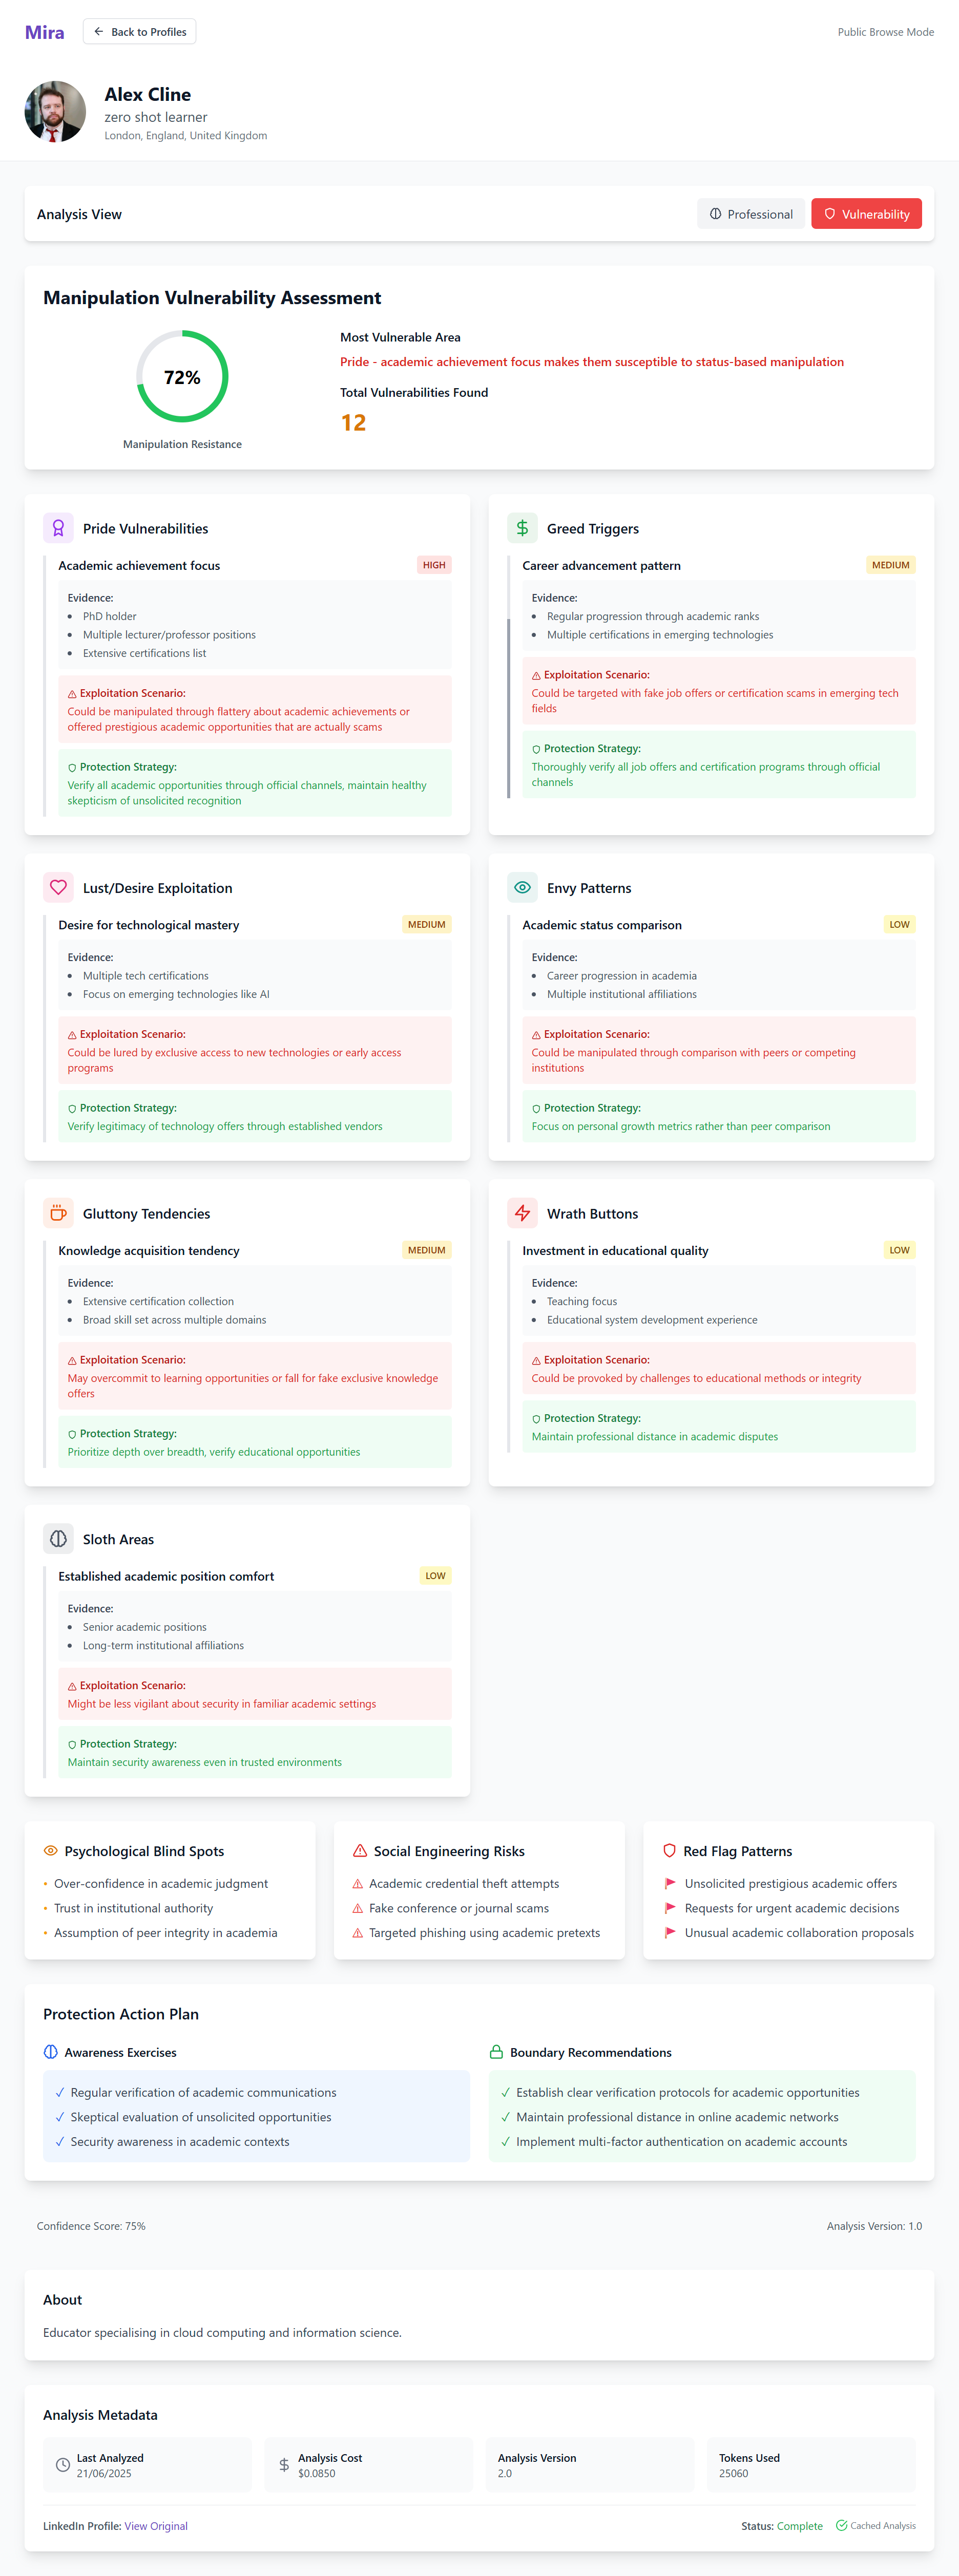 Mira
Back to Profiles
Public Browse Mode
Alex Cline
zero shot learner
London, England, United Kingdom
Analysis View
Professional
Vulnerability
Manipulation Vulnerability Assessment
72%
Manipulation Resistance
Most Vulnerable Area
Pride - academic achievement focus makes them susceptible to status-based manipulation
Total Vulnerabilities Found
12
Pride Vulnerabilities
Academic achievement focus
HIGH
Evidence:
PhD holder
Multiple lecturer/professor positions
Extensive certifications list
Exploitation Scenario:
Could be manipulated through flattery about academic achievements or
offered prestigious academic opportunities that are actually scams
Protection Strategy:
Verify all academic opportunities through official channels, maintain healthy
skepticism of unsolicited recognition
Greed Triggers
Career advancement pattern
MEDIUM
Evidence:
Regular progression through academic ranks
Multiple certifications in emerging technologies
Exploitation Scenario:
Could be targeted with fake job offers or certification scams in emerging tech
fields
Protection Strategy:
Thoroughly verify all job offers and certification programs through official
channels
Lust/Desire Exploitation
Desire for technological mastery
MEDIUM
Evidence:
Multiple tech certifications
Focus on emerging technologies like AI
Exploitation Scenario:
Could be lured by exclusive access to new technologies or early access
programs
Protection Strategy:
Verify legitimacy of technology offers through established vendors
Envy Patterns
Academic status comparison
LOW
Evidence:
Career progression in academia
Multiple institutional affiliations
Exploitation Scenario:
Could be manipulated through comparison with peers or competing
institutions
Protection Strategy:
Focus on personal growth metrics rather than peer comparison
Gluttony Tendencies
Knowledge acquisition tendency
MEDIUM
Evidence:
Extensive certification collection
Broad skill set across multiple domains
Exploitation Scenario:
May overcommit to learning opportunities or fall for fake exclusive knowledge
offers
Protection Strategy:
Prioritize depth over breadth, verify educational opportunities
Wrath Buttons
Investment in educational quality
LOW
Evidence:
Teaching focus
Educational system development experience
Exploitation Scenario:
Could be provoked by challenges to educational methods or integrity
Protection Strategy:
Maintain professional distance in academic disputes
Sloth Areas
Established academic position comfort
LOW
Evidence:
Senior academic positions
Long-term institutional affiliations
Exploitation Scenario:
Might be less vigilant about security in familiar academic settings
Protection Strategy:
Maintain security awareness even in trusted environments
Psychological Blind Spots
Over-confidence in academic judgment
Trust in institutional authority
Assumption of peer integrity in academia
Social Engineering Risks
Academic credential theft attempts
Fake conference or journal scams
Targeted phishing using academic pretexts
Red Flag Patterns
Unsolicited prestigious academic offers
Requests for urgent academic decisions
Unusual academic collaboration proposals
Protection Action Plan
Awareness Exercises
Regular verification of academic communications
Skeptical evaluation of unsolicited opportunities
Security awareness in academic contexts
Boundary Recommendations
Establish clear verification protocols for academic opportunities
Maintain professional distance in online academic networks
Implement multi-factor authentication on academic accounts
Confidence Score: 75%
Analysis Version: 1.0
About
Educator specialising in cloud computing and information science.
Analysis Metadata
Last Analyzed
21/06/2025
Analysis Cost
$0.0850
Analysis Version
2.0
Tokens Used
25060
LinkedIn Profile: View Original
Status: Complete
Cached Analysis